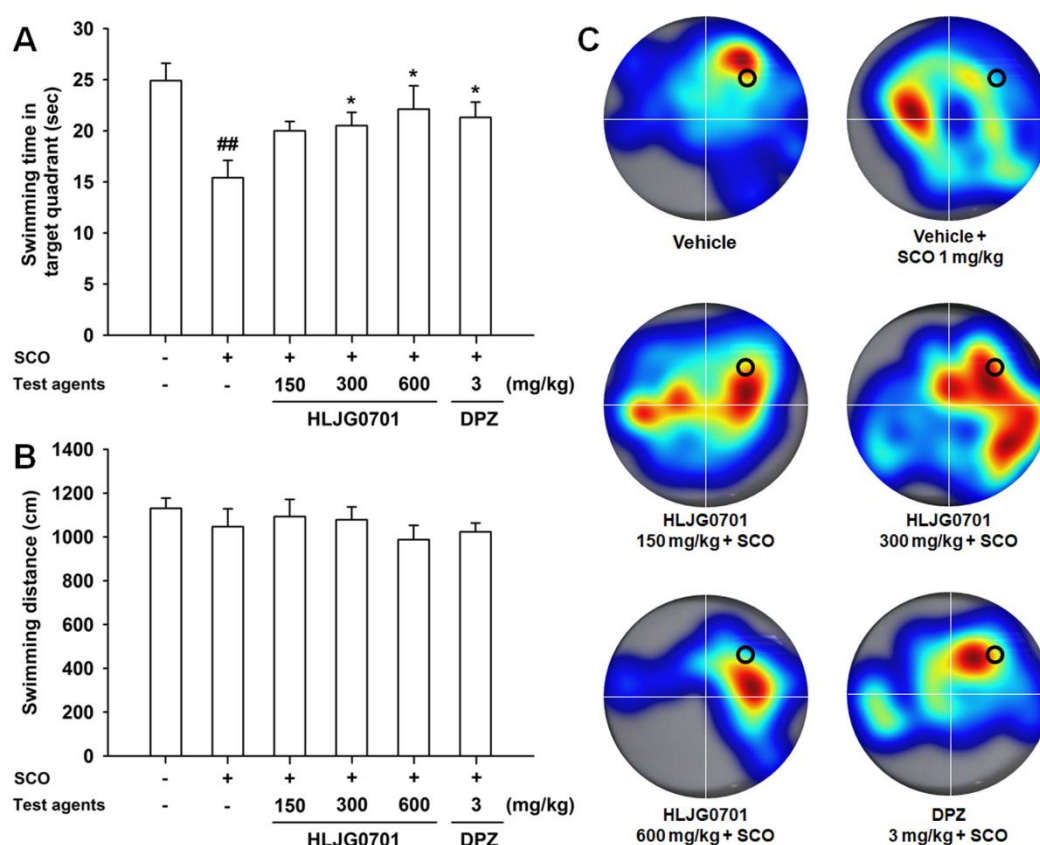 A
30
25
20
15
10
5
0
Swimming time in
target quadrant (sec)
##
*
*
*
SCO - + + + + +
Test agents - - 150 300 600 3 (mg/kg)
HLJG0701 DPZ
B
1400
1200
1000
800
600
400
200
0
Swimming distance (cm)
SCO - + + + + +
Test agents - - 150 300 600 3 (mg/kg)
HLJG0701 DPZ
C
Vehicle
Vehicle +
SCO 1 mg/kg
HLJG0701
150 mg/kg + SCO
HLJG0701
300 mg/kg + SCO
HLJG0701
600 mg/kg + SCO
DPZ
3 mg/kg + SCO